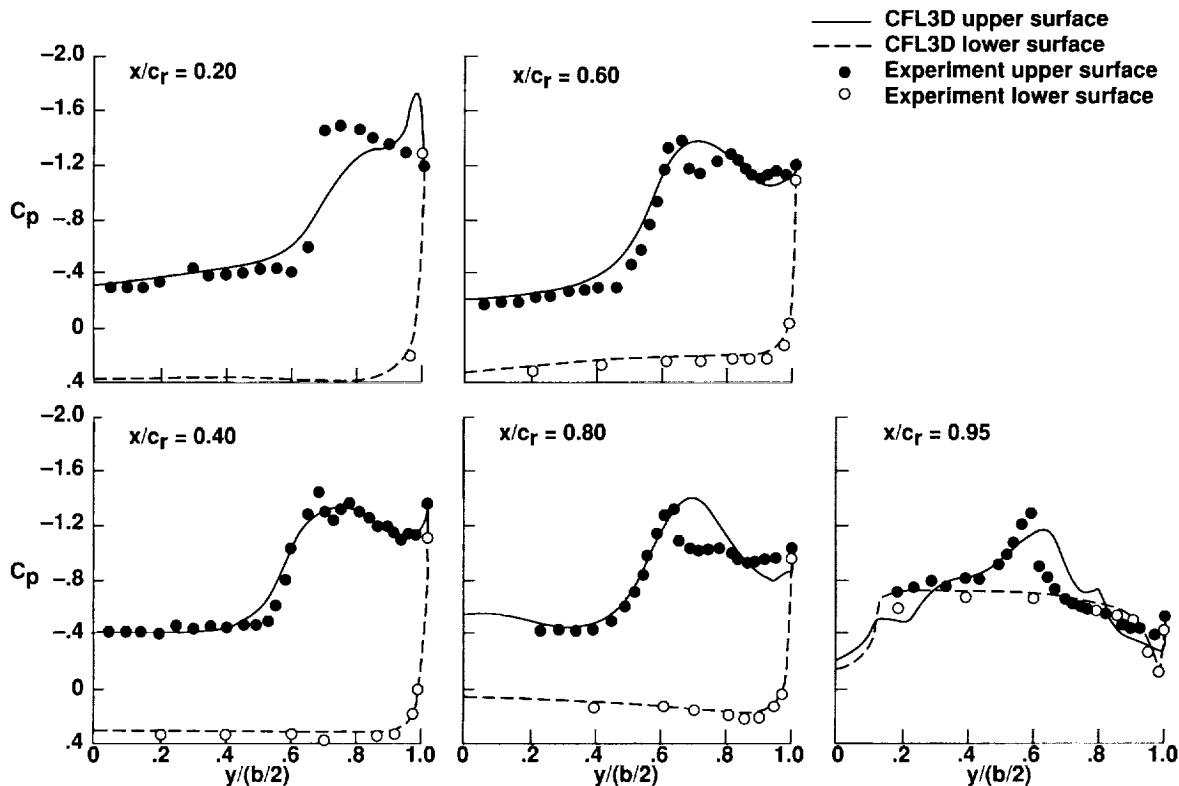 CFL3D upper surface
CFL3D lower surface
Experiment upper surface
Experiment lower surface
x/cr = 0.20
x/cr = 0.60
-2.0
-1.6
-1.2
Cp
-.8
-.4
0
.4
x/cr = 0.40
x/cr = 0.80
x/cr = 0.95
-2.0
-1.6
-1.2
Cp
-.8
-.4
0
.4
0 .2 .4 .6 .8 1.0
0 .2 .4 .6 .8 1.0
0 .2 .4 .6 .8 1.0
y/(b/2)
y/(b/2)
y/(b/2)